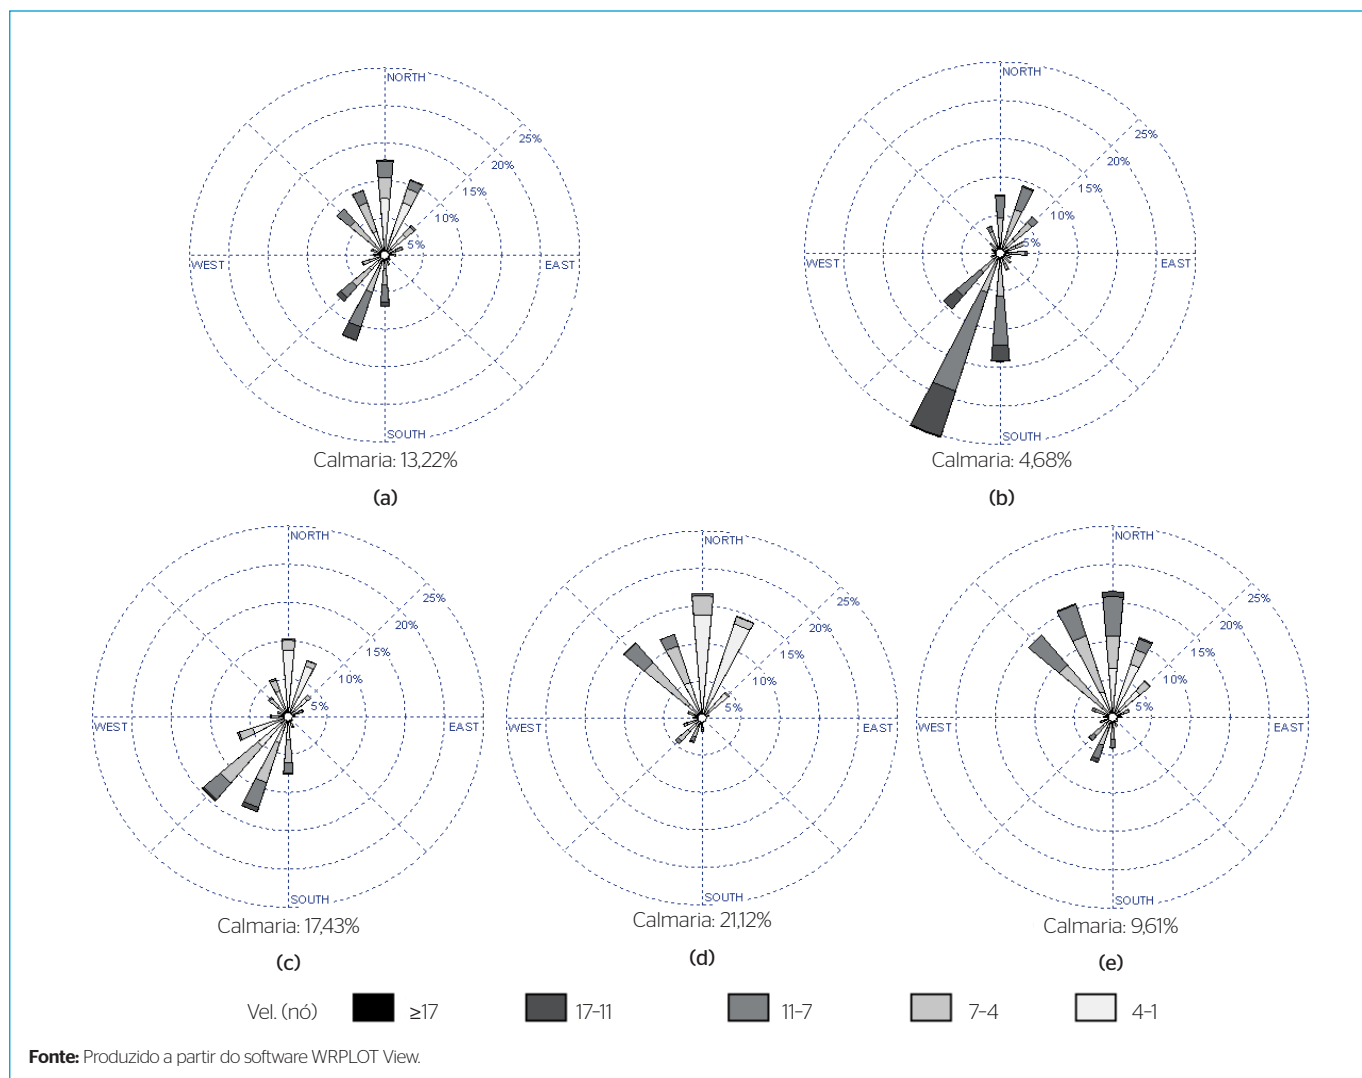 NORTH
25%
20%
15%
10%
5%
WEST
EAST
SOUTH
Calmaria: 13,22%
(a)
NORTH
25%
20%
15%
10%
5%
WEST
EAST
SOUTH
Calmaria: 4,68%
(b)
NORTH
25%
20%
15%
10%
5%
WEST
EAST
SOUTH
Calmaria: 17,43%
(c)
NORTH
25%
20%
15%
10%
5%
WEST
EAST
SOUTH
Calmaria: 21,12%
(d)
NORTH
25%
20%
15%
10%
5%
WEST
EAST
SOUTH
Calmaria: 9,61%
(e)
Vel. (nó) ≥17 17-11 11-7 7-4 4-1
Fonte: Produzido a partir do software WRPLOT View.